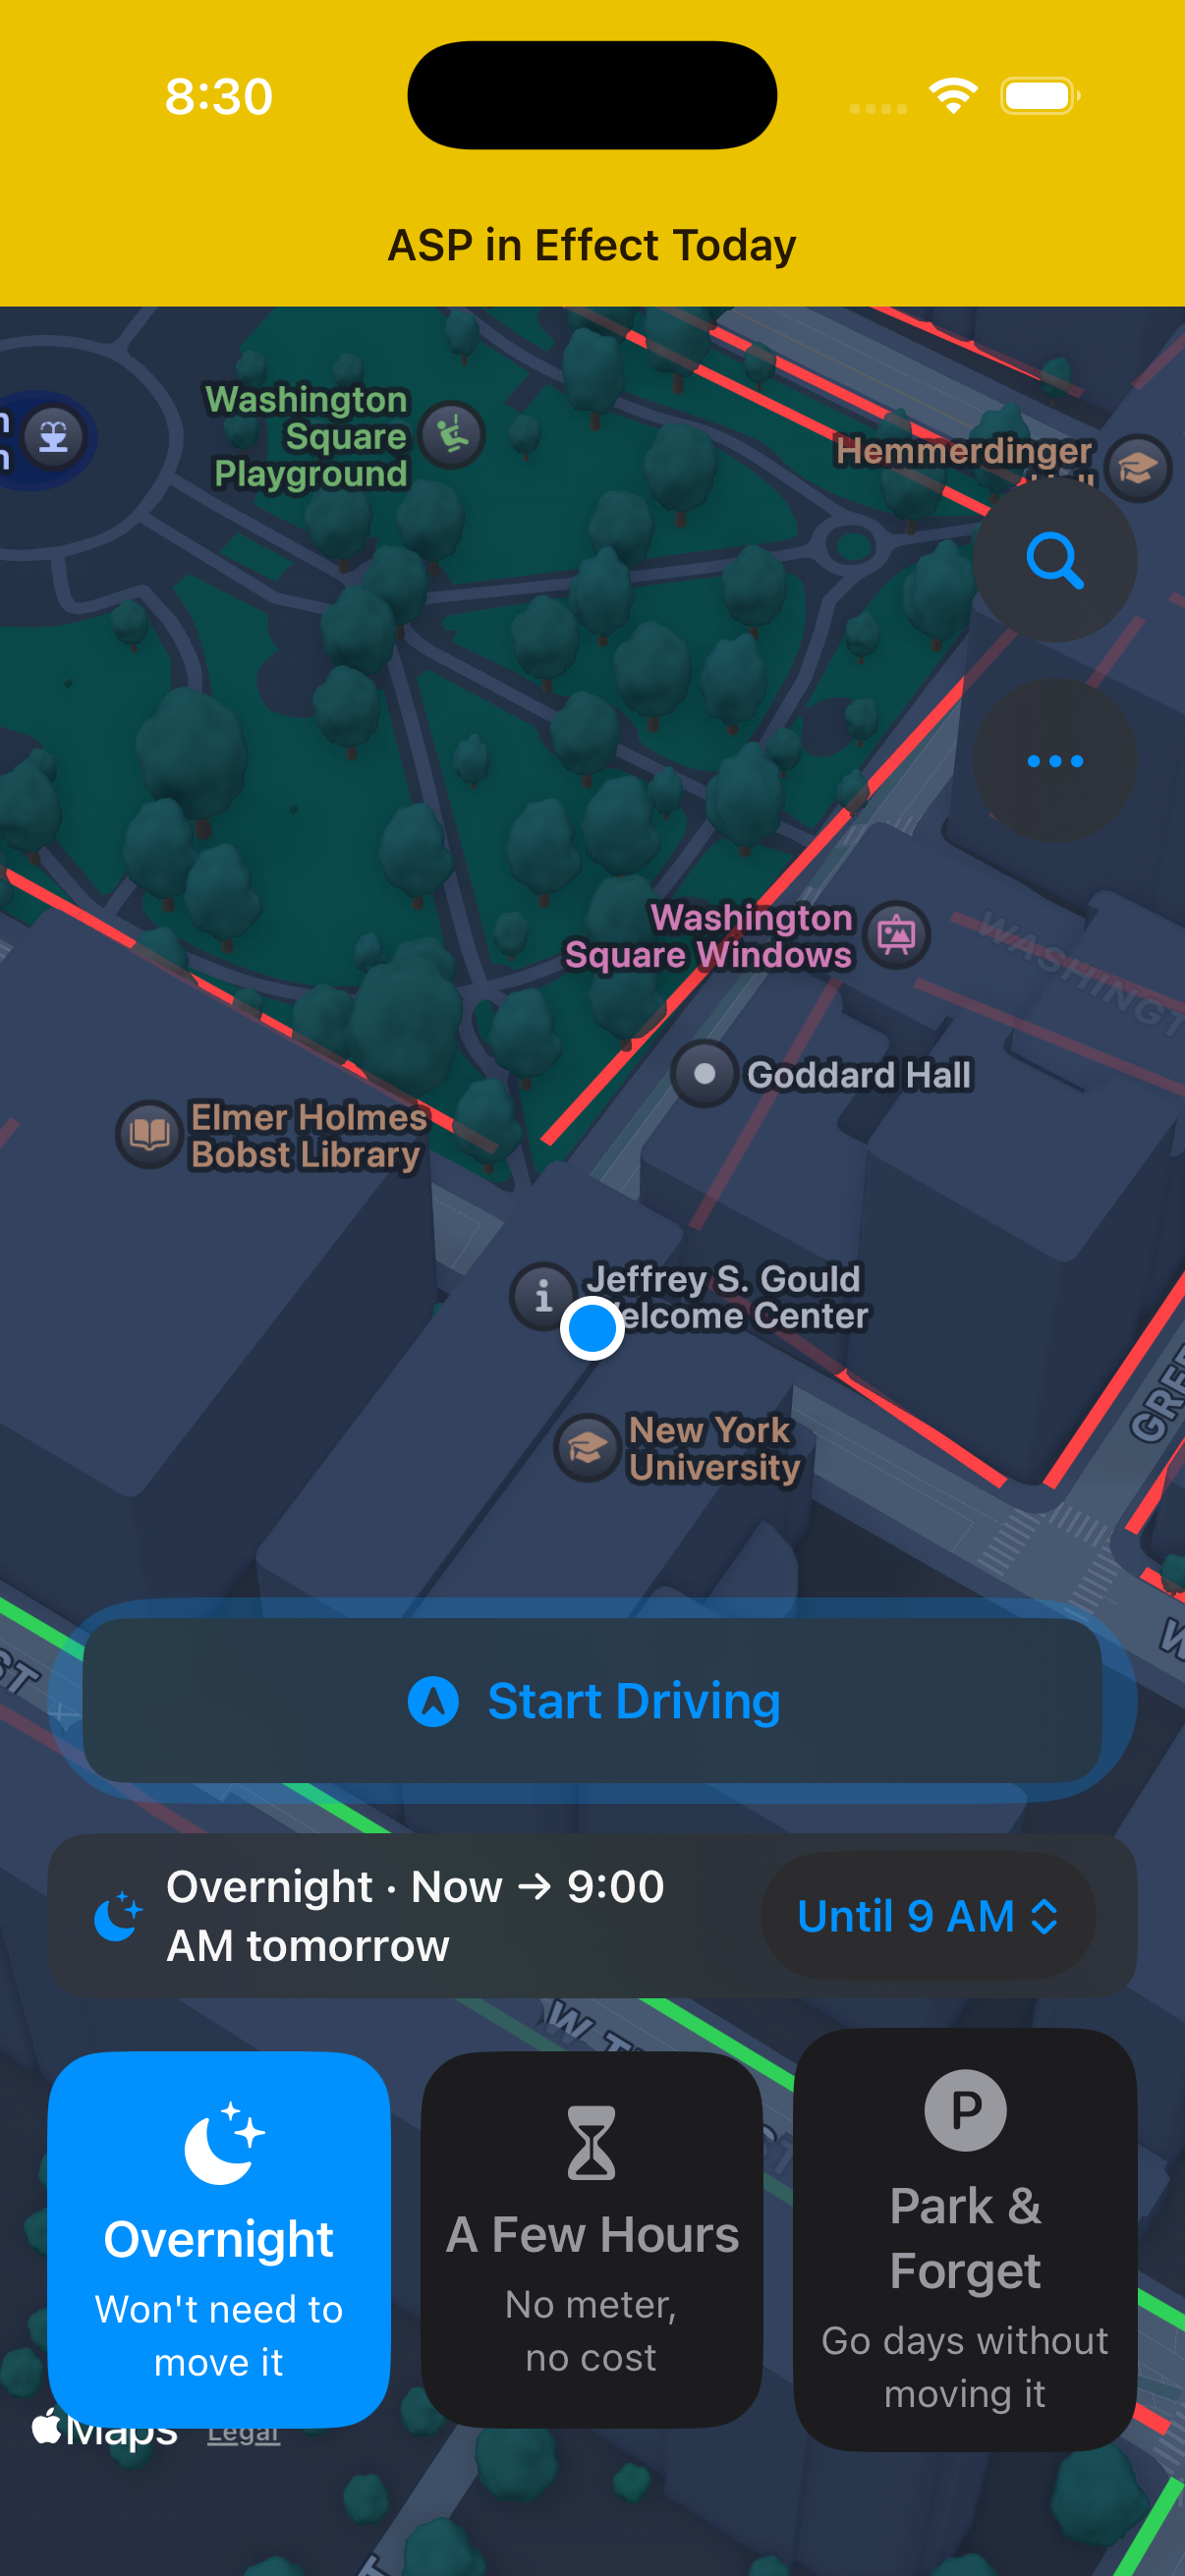 8:30
ASP in Effect Today
Washington
Square
Playground
Hemmerdinger
Washington
Square Windows
Goddard Hall
Elmer Holmes
Bobst Library
Jeffrey S. Gould
New York
University
Start Driving
Overnight · Now → 9:00
AM tomorrow
Until 9 AM
Overnight
Won't need to
move it
A Few Hours
No meter,
no cost
P
Park &
Forget
Go days without
moving it
Maps
Legal